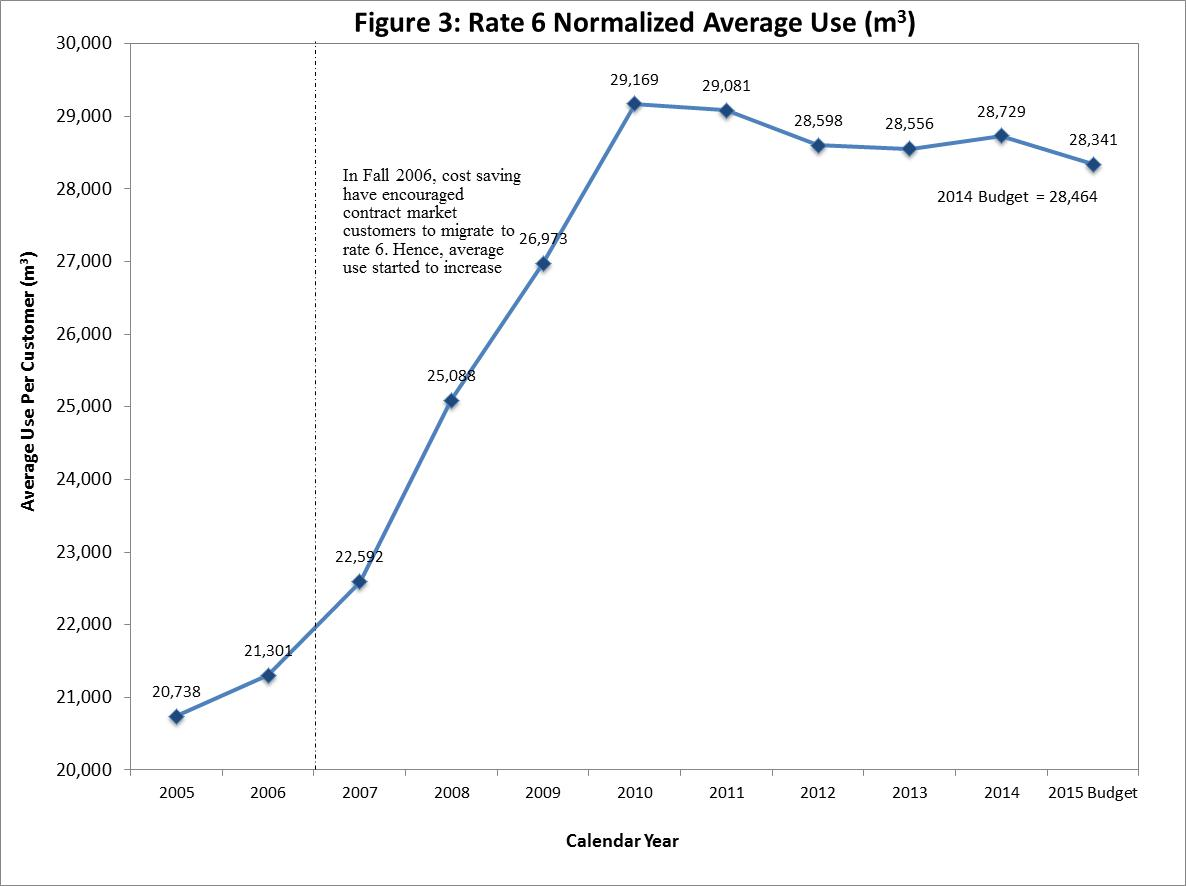 Figure 3: Rate 6 Normalized Average Use (m³)
30,000
29,000
28,000
27,000
26,000
25,000
24,000
23,000
22,000
21,000
20,000
Average Use Per Customer (m³)
20,738
21,301
22,592
25,088
26,973
29,169
29,081
28,598
28,556
28,729
28,341
In Fall 2006, cost saving
have encouraged
contract market
customers to migrate to
rate 6. Hence, average
use started to increase
2014 Budget = 28,464
2005 2006 2007 2008 2009 2010 2011 2012 2013 2014 2015 Budget
Calendar Year